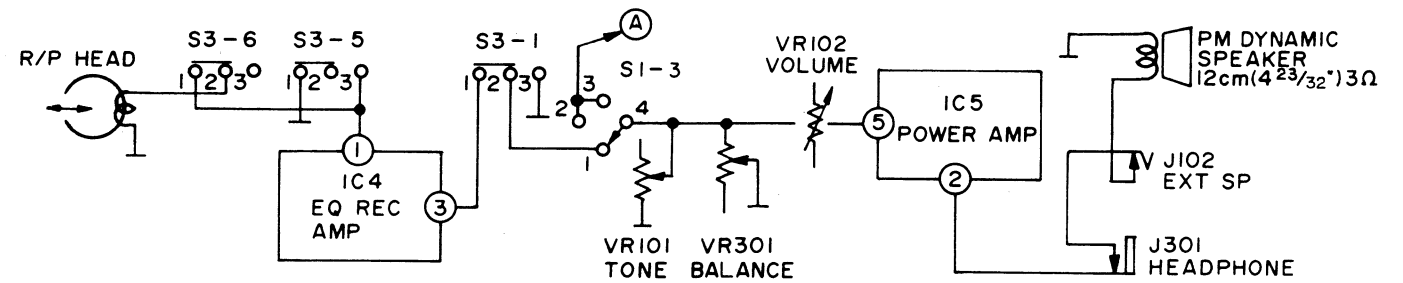 R/P HEAD
S3-6
1 2 3
S3-5
1 2 3
1
IC4
EQ REC
AMP
3
S3-1
1 2 3
A
S1-3
3
2
4
1
VR101
TONE
VR301
BALANCE
VR102
VOLUME
5
IC5
POWER AMP
2
PM DYNAMIC
SPEAKER
12cm(4 23/32")3Ω
J102
EXT SP
J301
HEADPHONE